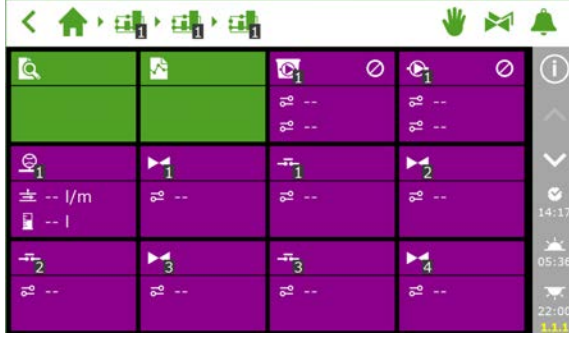 1 1 1
1 1
-- --
-- --
1 1 1 2
-- l/m -- -- --
-- l
14:17
05:36
2 3 3 4
-- -- -- --
22:00
1.1.1